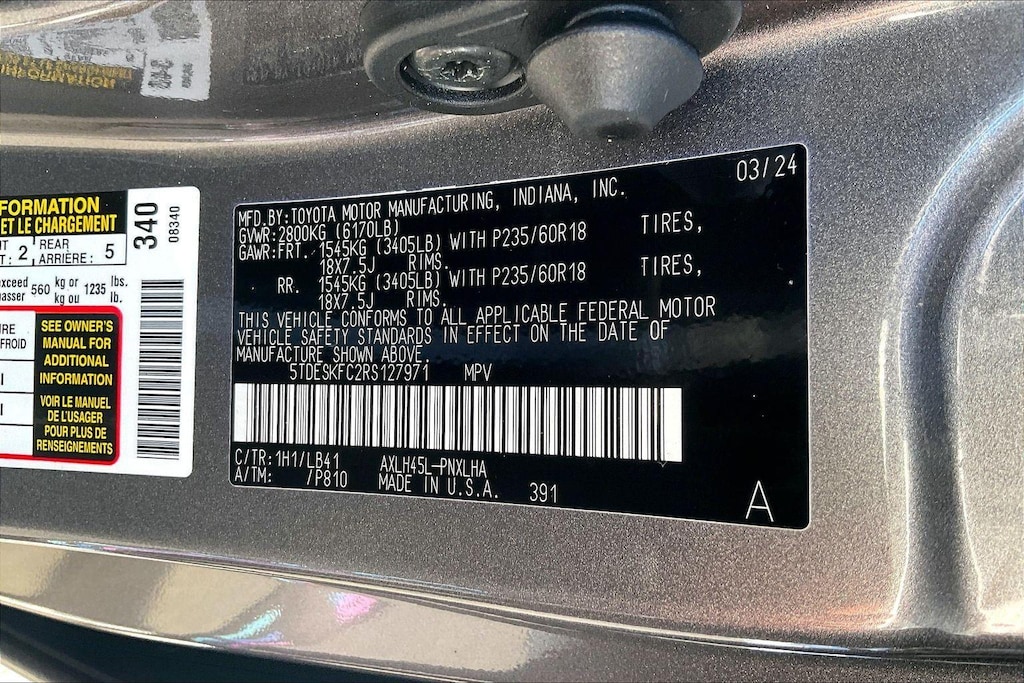 FORMATION
ET LE CHARGEMENT
: 2 REAR ARRIÈRE : 5
340
08340
exceed 560 kg or 1235 lbs.
kg ou lb.
FROID
SEE OWNER'S
MANUAL FOR
ADDITIONAL
INFORMATION
VOIR LE MANUEL
DE L'USAGER
POUR PLUS DE
RENSEIGNEMENTS
03/24
MFD.BY:TOYOTA MOTOR MANUFACTURING, INDIANA, INC.
GVWR:2800KG (6170LB)
GAWR:FRT. 1545KG (3405LB) WITH P235/60R18 TIRES,
18X7.5J RIMS.
RR. 1545KG (3405LB) WITH P235/60R18 TIRES,
18X7.5J RIMS.
THIS VEHICLE CONFORMS TO ALL APPLICABLE FEDERAL MOTOR
VEHICLE SAFETY STANDARDS IN EFFECT ON THE DATE OF
MANUFACTURE SHOWN ABOVE.
5TDESKFC2RS127971 MPV
C/TR:1H1/LB41 AXLH45L-PNXLHA
A/TM: /P810 MADE IN U.S.A. 391
A